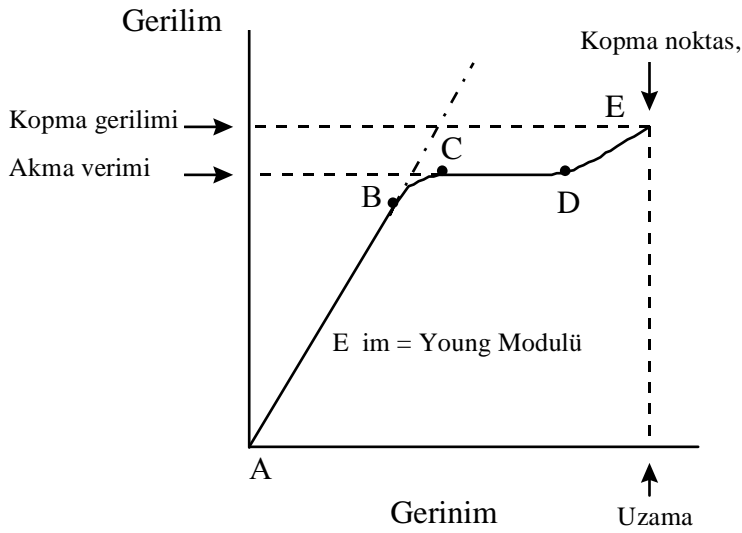 Gerilim
Kopma noktas,
Kopma gerilimi
E
Akma verimi
C
B
D
E im = Young Modulü
A
Gerinim
Uzama